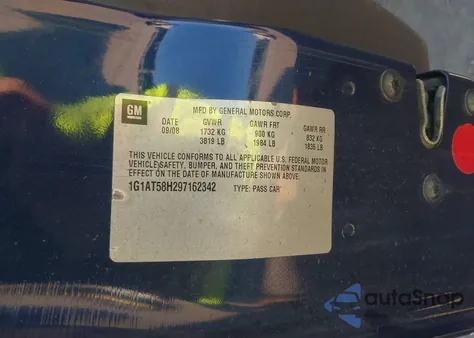 GM
MFD BY GENERAL MOTORS CORP.
DATE GVWR GAWR FRT GAWR RR
09/08 1732 KG 900 KG 832 KG
3819 LB 1984 LB 1835 LB
THIS VEHICLE CONFORMS TO ALL APPLICABLE U.S. FEDERAL MOTOR
VEHICLE SAFETY, BUMPER, AND THEFT PREVENTION STANDARDS IN
EFFECT ON THE DATE OF MANUFACTURE SHOWN ABOVE.
1G1AT58H297162342 TYPE: PASS CAR
autoSnap